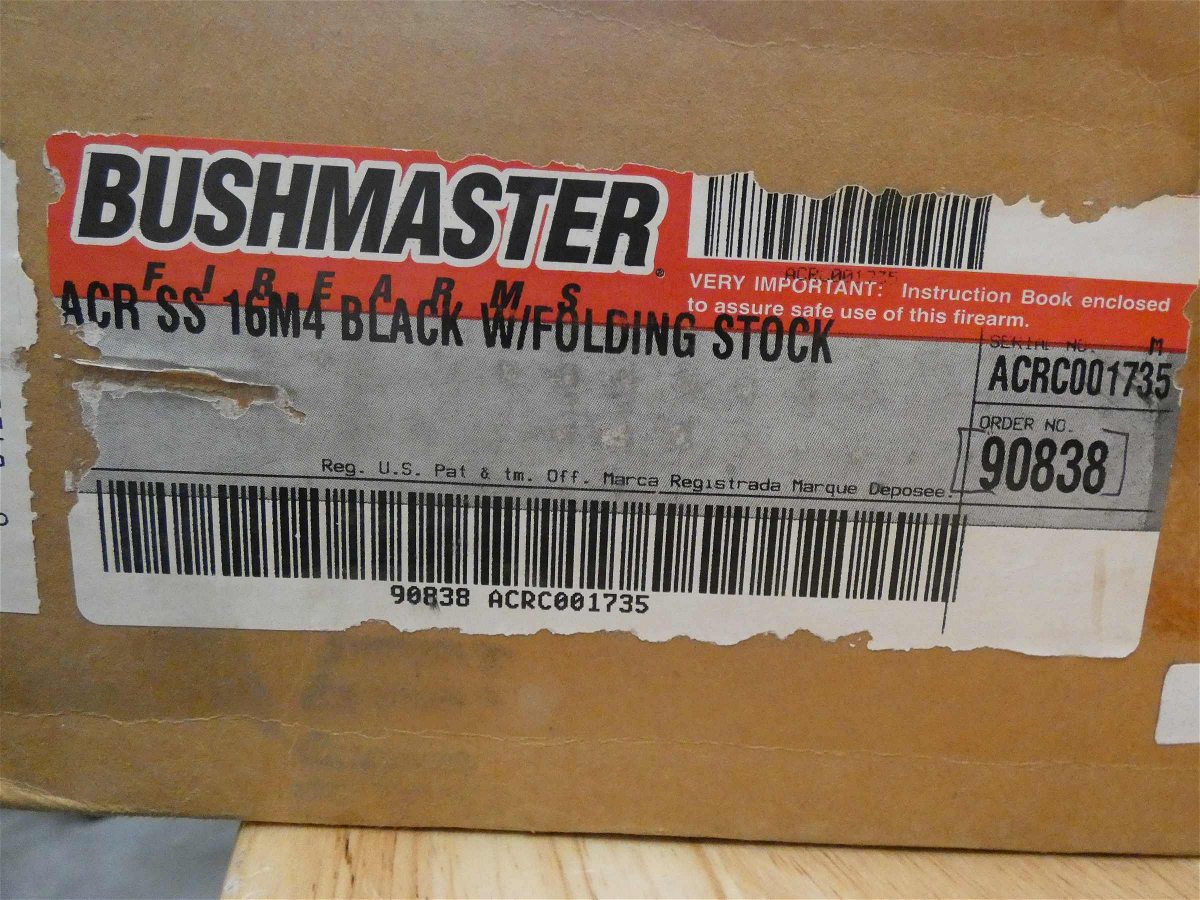 BUSHMASTER®
FIREARMS
ACR SS 16M4 BLACK W/FOLDING STOCK
VERY IMPORTANT: Instruction Book enclosed
to assure safe use of this firearm.
SERIAL NO. M
ACRC001735
ORDER NO.
90838
Reg. U.S. Pat & tm. Off. Marca Registrada Marque Deposee.
90838 ACRC001735